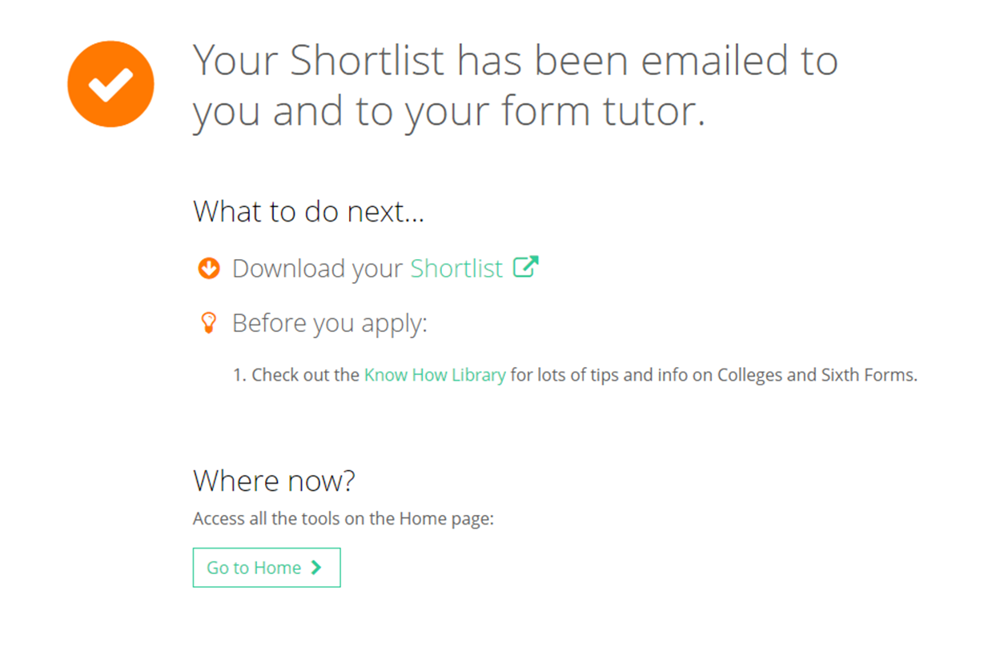 Your Shortlist has been emailed to
you and to your form tutor.
What to do next...
Download your Shortlist
Before you apply:
1. Check out the Know How Library for lots of tips and info on Colleges and Sixth Forms.
Where now?
Access all the tools on the Home page:
Go to Home